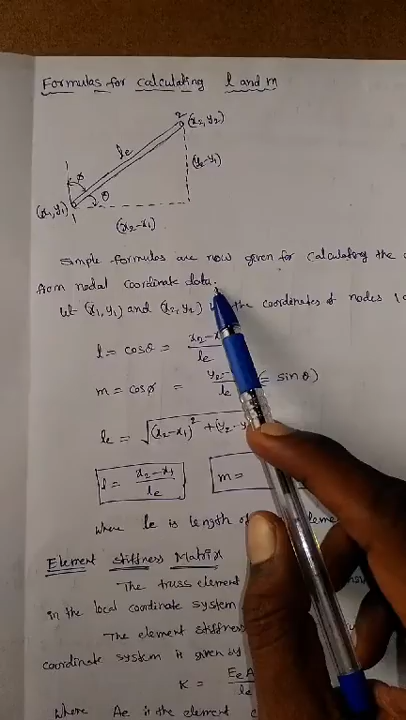 Formulas for calculating l and m
2 (x2, y2)
le
(y2-y1)
φ
θ
(x1, y1)
1
(x2-x1)
Simple formulas are now given for calculating the
from nodal coordinate data.
let (x1, y1) and (x2, y2) the coordinates of nodes 1
l = cosθ = x2-x / le
m = cosφ = y2- / le (= sinθ)
le = √(x2-x1)² + (y2-y
l = x2-x1 / le
m =
where le is length of
Element stiffness Matrix
The truss element
in the local coordinate system
The element stiffness
coordinate system is given by
K = Ee A / le
Where Ae is the element